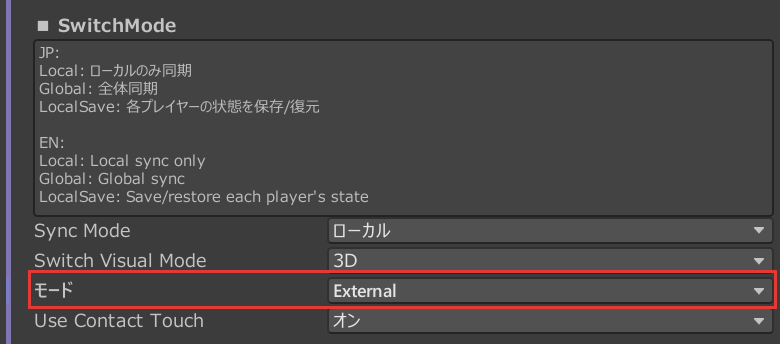 ■ SwitchMode
JP:
Local: ローカルのみ同期
Global: 全体同期
LocalSave: 各プレイヤーの状態を保存/復元
EN:
Local: Local sync only
Global: Global sync
LocalSave: Save/restore each player's state
Sync Mode ローカル
Switch Visual Mode 3D
モード External
Use Contact Touch オン